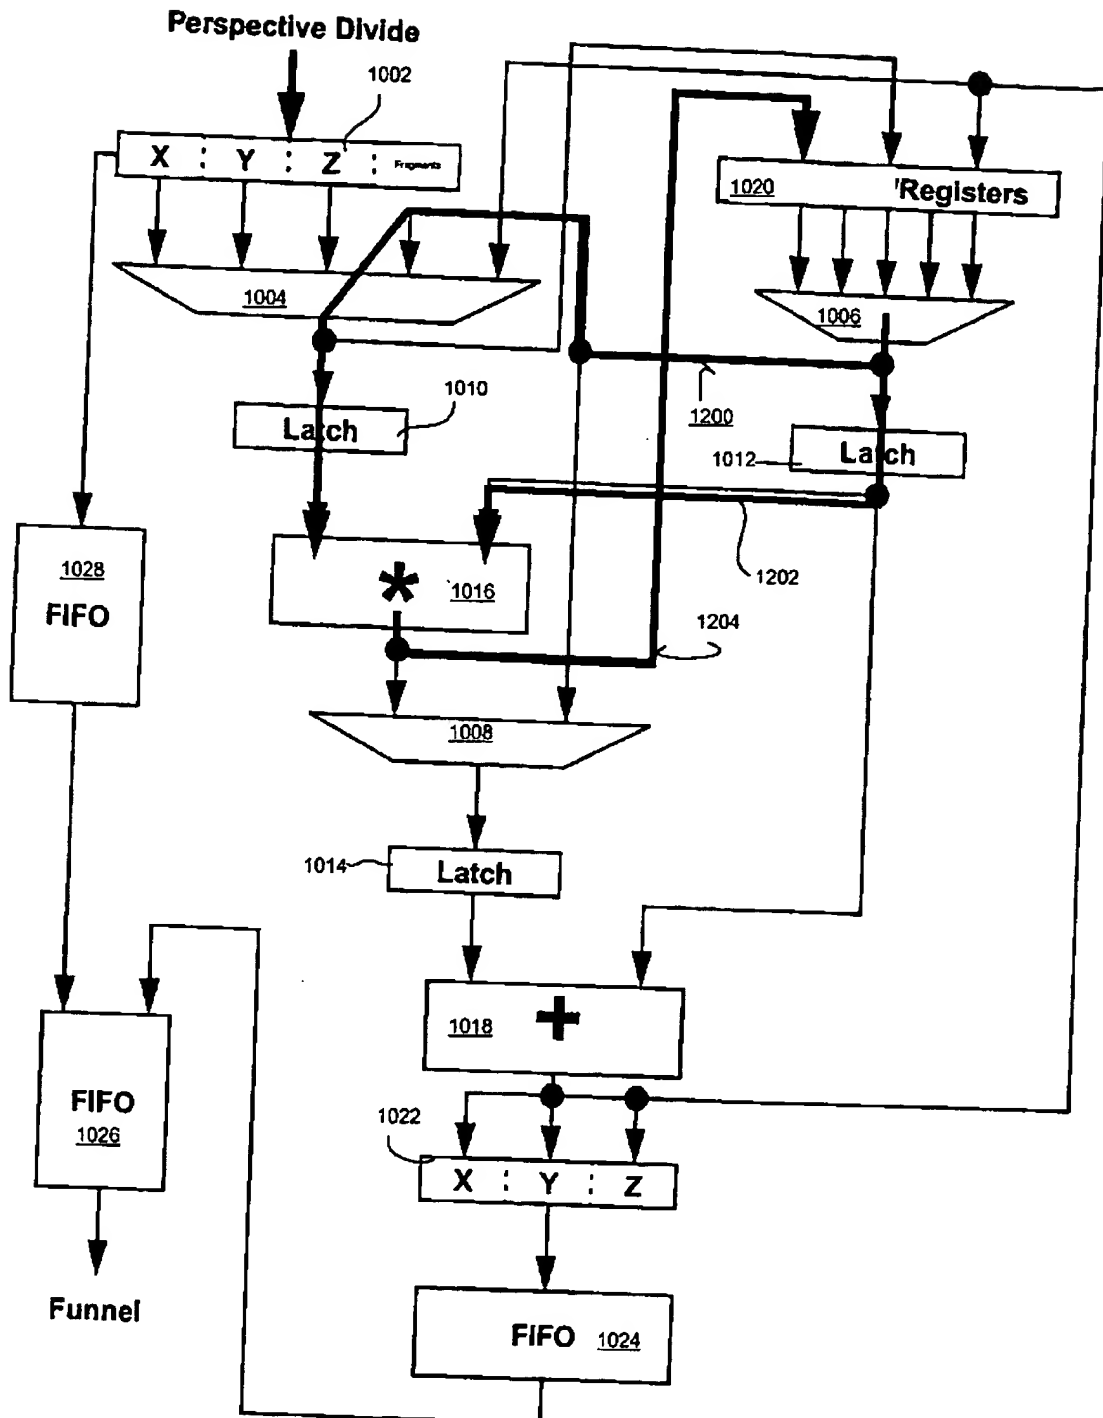 Perspective Divide
1002
X Y Z Fragments
1020 'Registers
1004
1006
1010
1200
Latch
1012
Latch
1028
FIFO
*
1016
1202
1204
1008
1014
Latch
1018 +
FIFO
1026
1022
X Y Z
Funnel
FIFO 1024